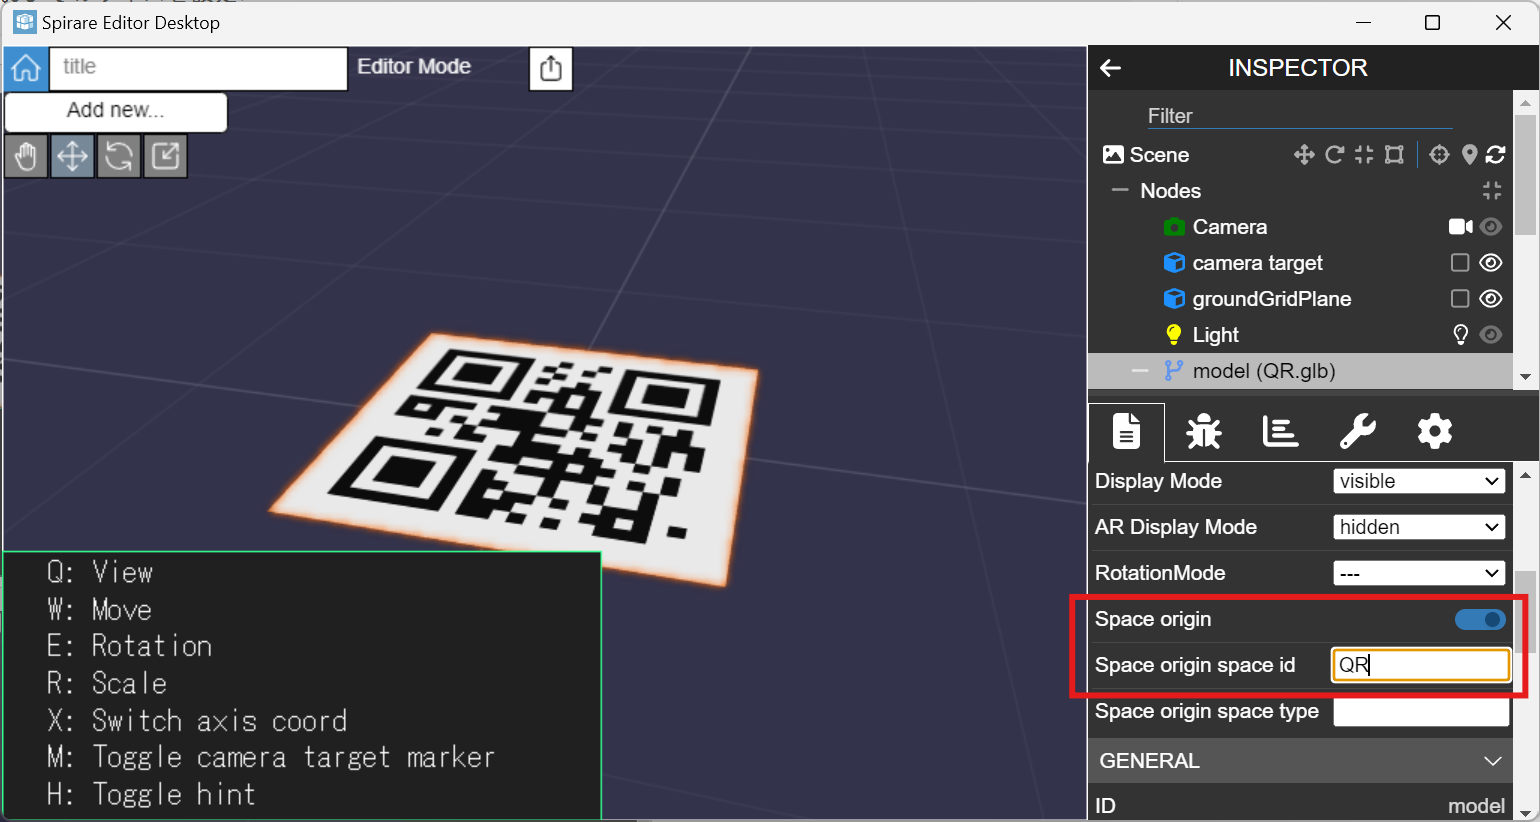 Spirare Editor Desktop
title
Editor Mode
Add new...
Q: View
W: Move
E: Rotation
R: Scale
X: Switch axis coord
M: Toggle camera target marker
H: Toggle hint
INSPECTOR
Filter
Scene
Nodes
Camera
camera target
groundGridPlane
Light
model (QR.glb)
Display Mode visible
AR Display Mode hidden
RotationMode ---
Space origin
Space origin space id QR
Space origin space type
GENERAL
ID model